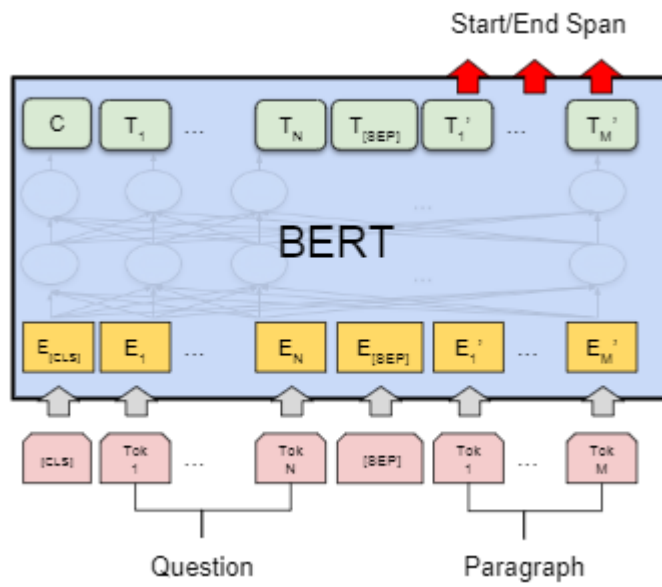 Start/End Span
C T1 ... TN T[SEP] T1' ... TM'
...
BERT
...
E[CLS] E1 ... EN E[SEP] E1' ... EM'
[CLS] Tok 1 ... Tok N [SEP] Tok 1 ... Tok M
Question Paragraph